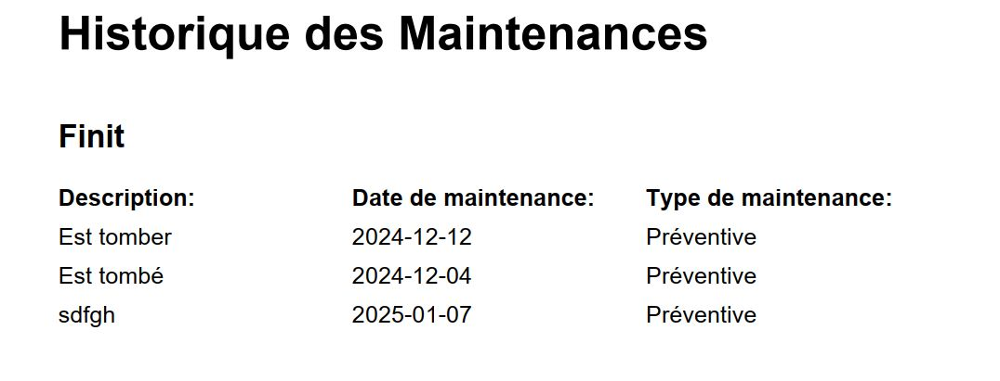 Historique des Maintenances
Finit
Description: Date de maintenance: Type de maintenance:
Est tomber 2024-12-12 Préventive
Est tombé 2024-12-04 Préventive
sdfgh 2025-01-07 Préventive